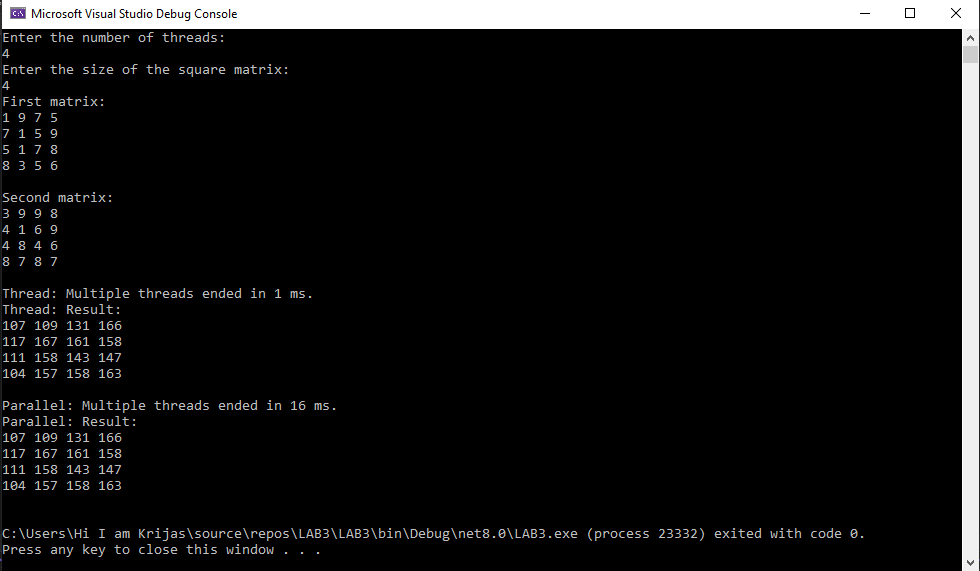 Microsoft Visual Studio Debug Console
Enter the number of threads:
4
Enter the size of the square matrix:
4
First matrix:
1 9 7 5
7 1 5 9
5 1 7 8
8 3 5 6
Second matrix:
3 9 9 8
4 1 6 9
4 8 4 6
8 7 8 7
Thread: Multiple threads ended in 1 ms.
Thread: Result:
107 109 131 166
117 167 161 158
111 158 143 147
104 157 158 163
Parallel: Multiple threads ended in 16 ms.
Parallel: Result:
107 109 131 166
117 167 161 158
111 158 143 147
104 157 158 163
C:\Users\Hi I am Krijas\source\repos\LAB3\LAB3\bin\Debug\net8.0\LAB3.exe (process 23332) exited with code 0.
Press any key to close this window . . .